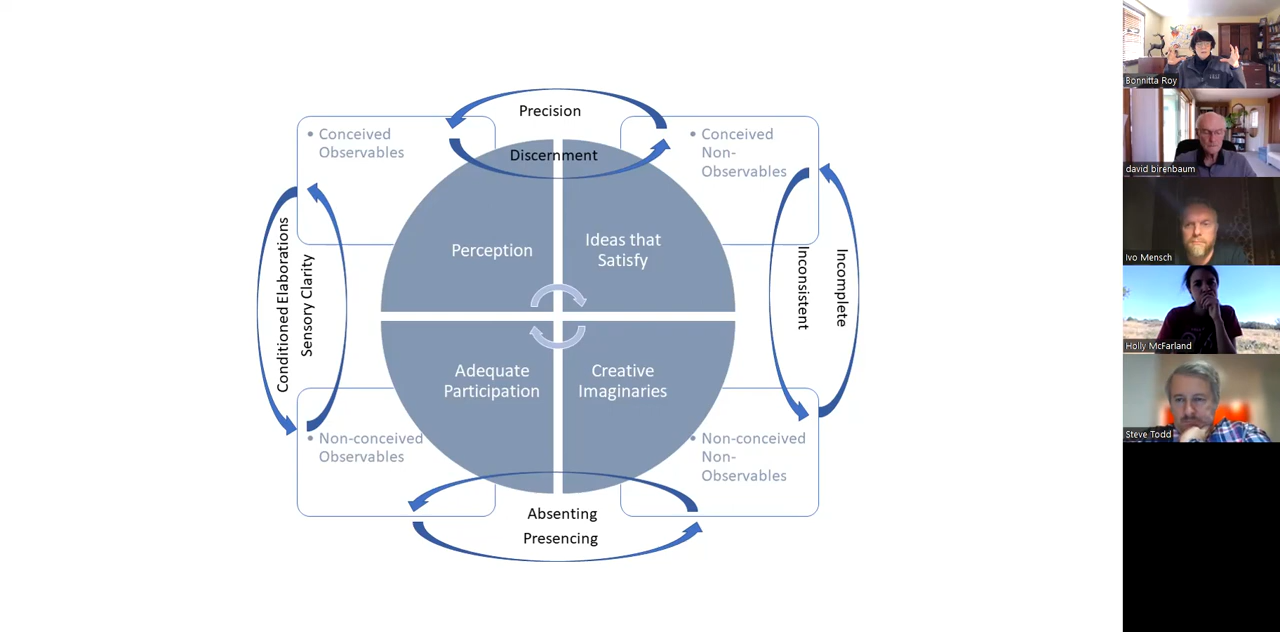 Precision
Discernment
• Conceived
Observables
• Conceived
Non-
Observables
Perception
Ideas that
Satisfy
Conditioned Elaborations
Sensory Clarity
Inconsistent
Incomplete
Adequate
Participation
Creative
Imaginaries
• Non-conceived
Observables
• Non-conceived
Non-
Observables
Absenting
Presencing
Bonnitta Roy
david birenbaum
Ivo Mensch
Holly McFarland
Steve Todd